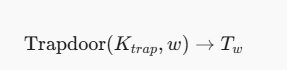 Trapdoor(K_{trap}, w) → T_w